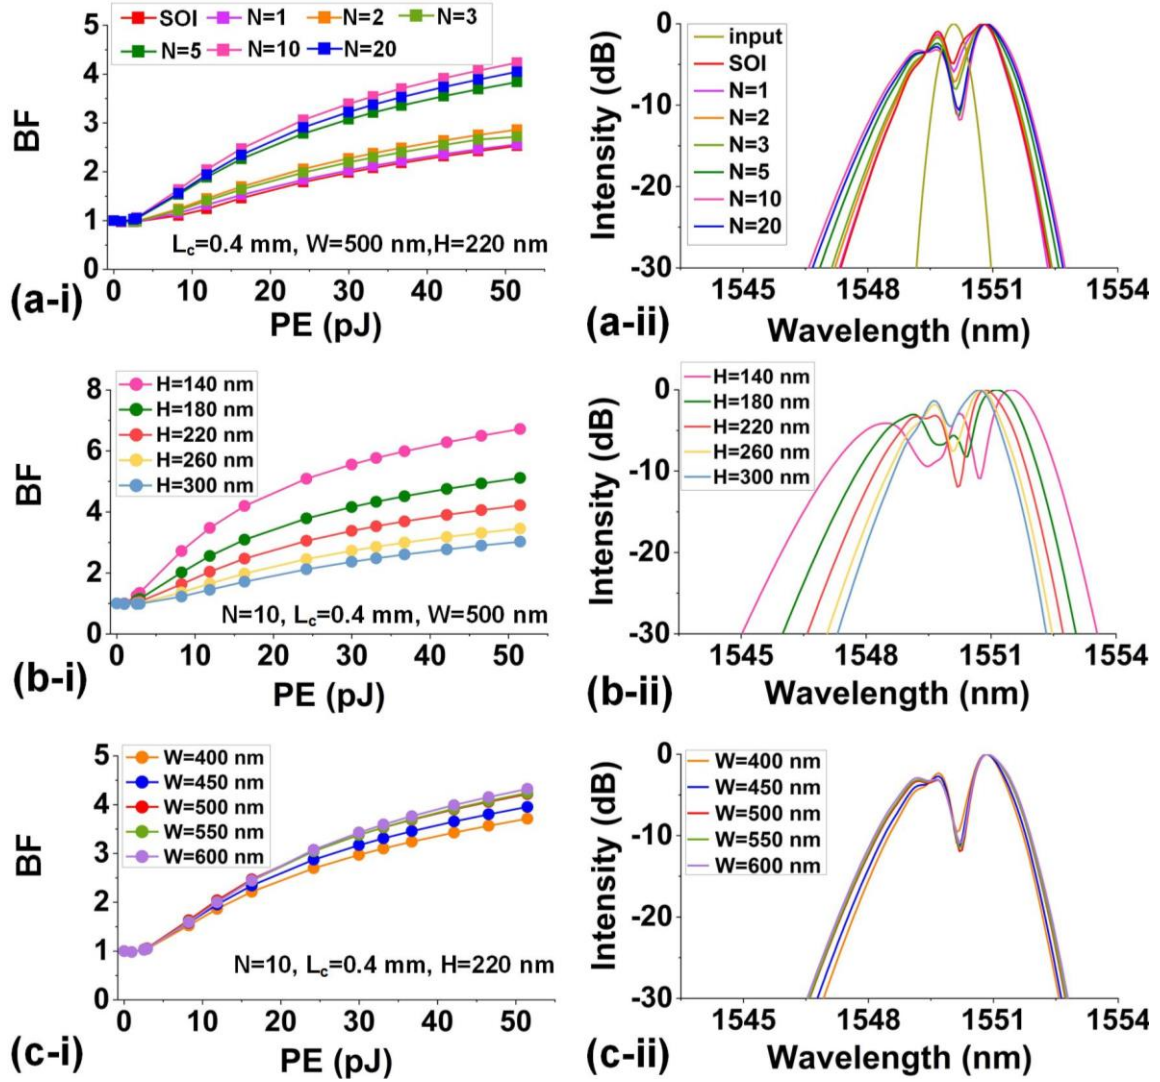 SOI N=1 N=2 N=3
N=5 N=10 N=20
5
4
3
2
1
0
BF
L_c=0.4 mm, W=500 nm,H=220 nm
0 10 20 30 40 50
PE (pJ)
(a-i)
input
SOI
N=1
N=2
N=3
N=5
N=10
N=20
0
-10
-20
-30
Intensity (dB)
1545 1548 1551 1554
Wavelength (nm)
(a-ii)
H=140 nm
H=180 nm
H=220 nm
H=260 nm
H=300 nm
8
6
4
2
0
BF
N=10, L_c=0.4 mm, W=500 nm
0 10 20 30 40 50
PE (pJ)
(b-i)
H=140 nm
H=180 nm
H=220 nm
H=260 nm
H=300 nm
0
-10
-20
-30
Intensity (dB)
1545 1548 1551 1554
Wavelength (nm)
(b-ii)
W=400 nm
W=450 nm
W=500 nm
W=550 nm
W=600 nm
5
4
3
2
1
0
BF
N=10, L_c=0.4 mm, H=220 nm
0 10 20 30 40 50
PE (pJ)
(c-i)
W=400 nm
W=450 nm
W=500 nm
W=550 nm
W=600 nm
0
-10
-20
-30
Intensity (dB)
1545 1548 1551 1554
Wavelength (nm)
(c-ii)